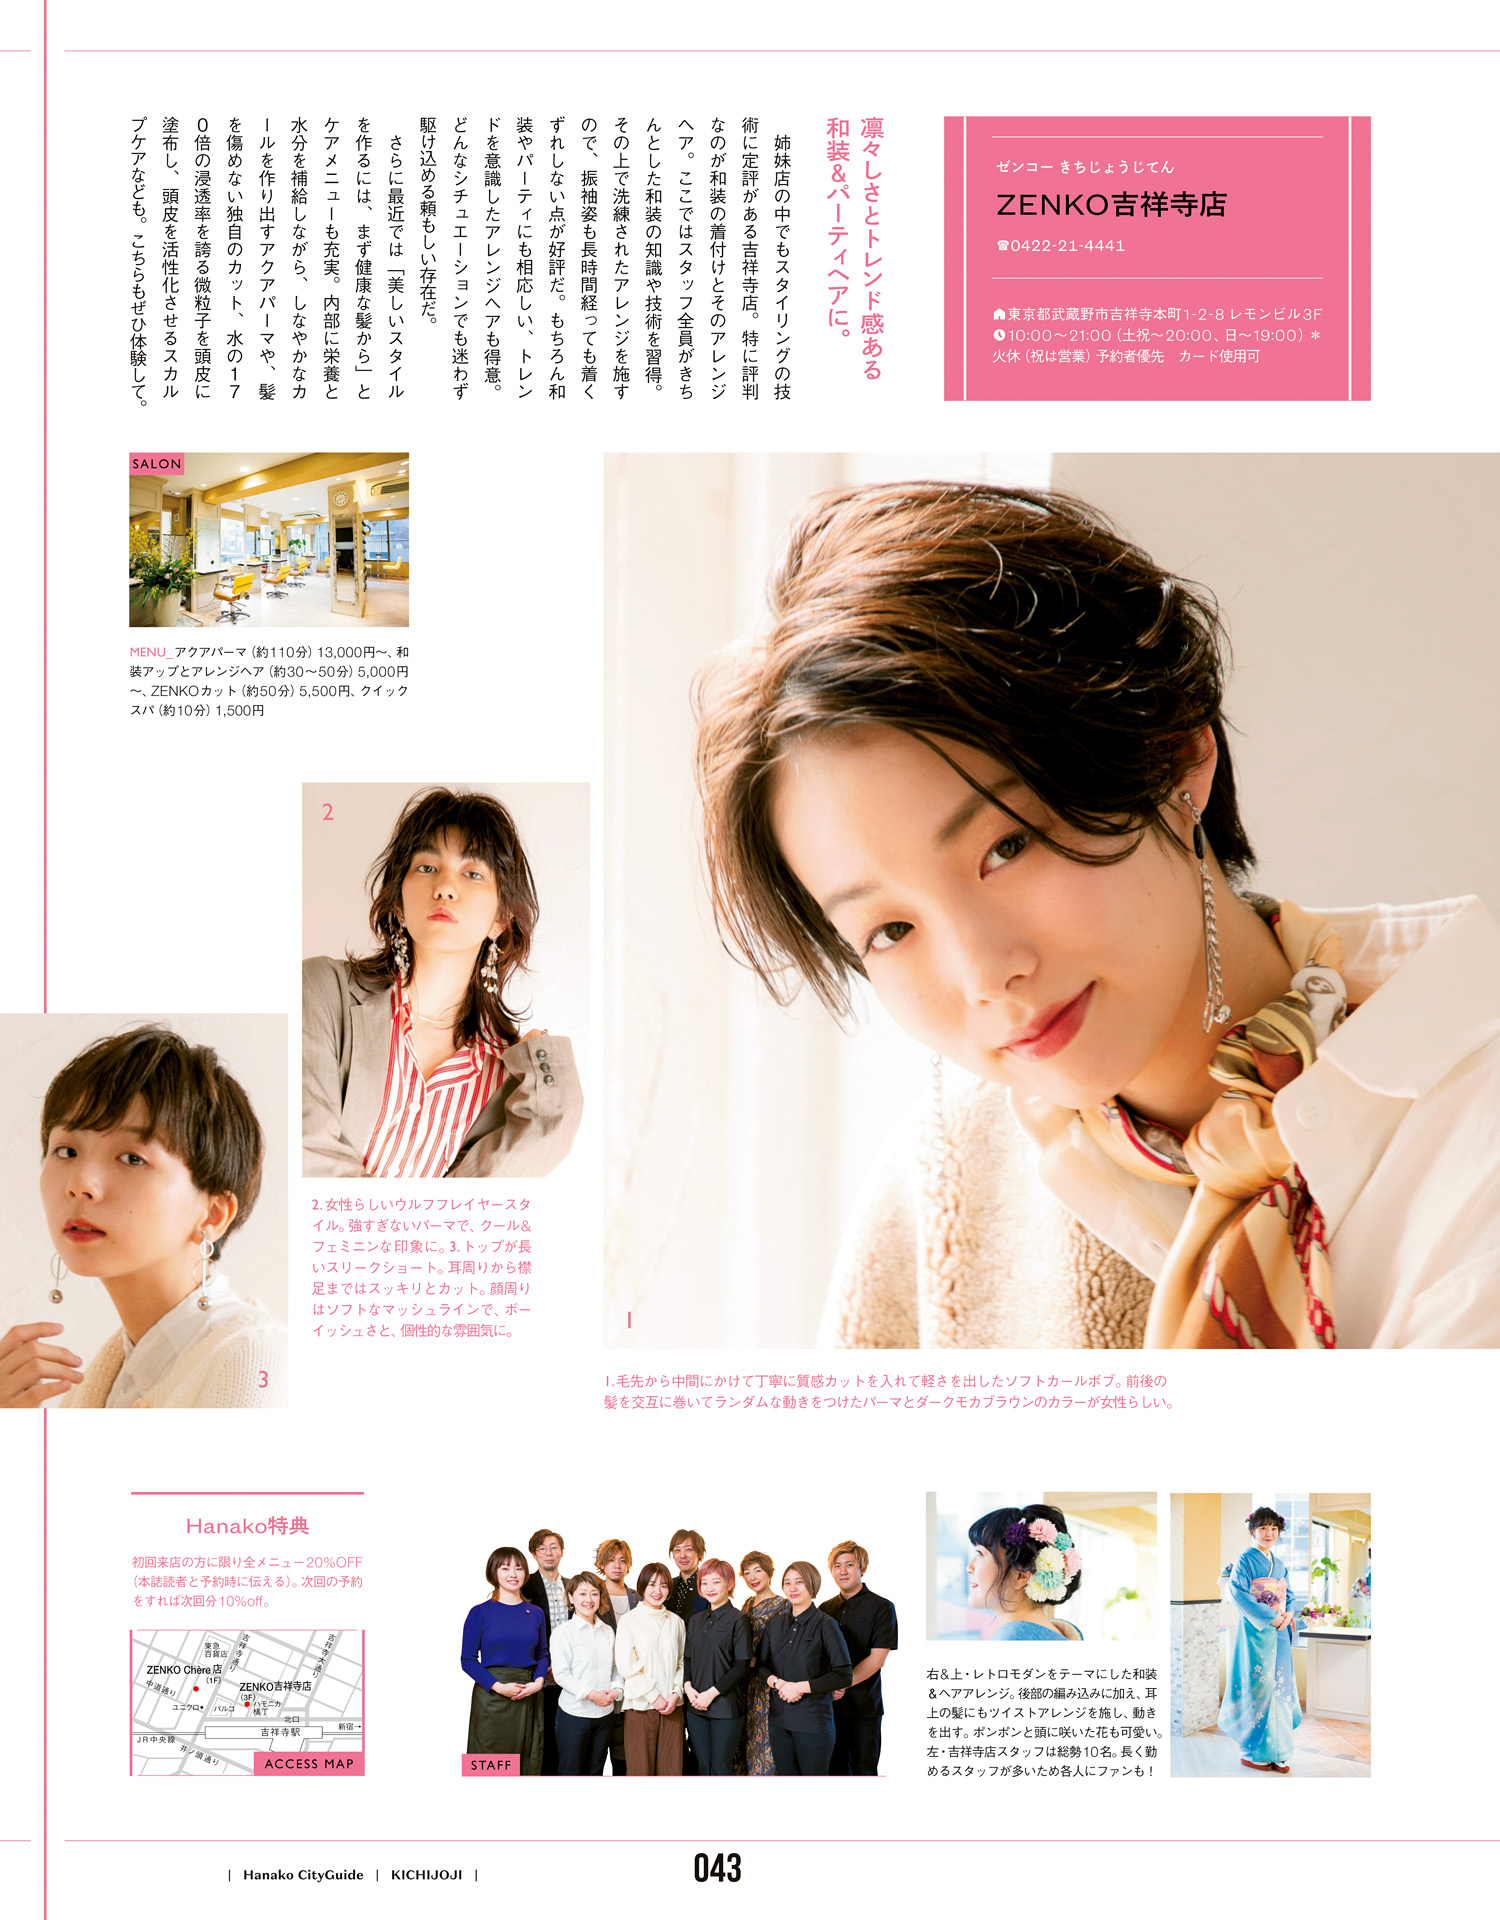 ゼンコー きちじょうじてん
ZENKO吉祥寺店
☎0422-21-4441
東京都武蔵野市吉祥寺本町1-2-8 レモンビル3F
10:00〜21:00（土祝〜20:00、日〜19:00）＊
火休（祝は営業）予約者優先　カード使用可
凛々しさとトレンド感ある
和装&パーティヘアに。
姉妹店の中でもスタイリングの技
術に定評がある吉祥寺店。特に評判
なのが和装の着付けとそのアレンジ
ヘア。ここではスタッフ全員がきち
んとした和装の知識や技術を習得。
その上で洗練されたアレンジを施す
ので、振袖姿も長時間経っても着く
ずれしない点が好評だ。もちろん和
装やパーティにも相応しい、トレン
ドを意識したアレンジヘアも得意。
どんなシチュエーションでも迷わず
駆け込める頼もしい存在だ。
さらに最近では「美しいスタイル
を作るには、まず健康な髪から」と
ケアメニューも充実。内部に栄養と
水分を補給しながら、しなやかなカ
ールを作り出すアクアパーマや、髪
を傷めない独自のカット、水の17
0倍の浸透率を誇る微粒子を頭皮に
塗布し、頭皮を活性化させるスカル
プケアなども。こちらもぜひ体験して。
SALON
MENU_アクアパーマ（約110分）13,000円〜、和
装アップとアレンジヘア（約30〜50分）5,000円
〜、ZENKOカット（約50分）5,500円、クイック
スパ（約10分）1,500円
2
3
1
2.女性らしいウルフフレイヤースタ
イル。強すぎないパーマで、クール&
フェミニンな印象に。3.トップが長
いスリークショート。耳周りから襟
足まではスッキリとカット。顔周り
はソフトなマッシュラインで、ボー
イッシュさと、個性的な雰囲気に。
1.毛先から中間にかけて丁寧に質感カットを入れて軽さを出したソフトカールボブ。前後の
髪を交互に巻いてランダムな動きをつけたパーマとダークモカブラウンのカラーが女性らしい。
Hanako特典
初回来店の方に限り全メニュー20%OFF
（本誌読者と予約時に伝える）。次回の予約
をすれば次回分10%off。
東急
百貨店
吉祥寺通り
吉祥寺大通り
ZENKO Chère店
(1F)
中道通り
ZENKO吉祥寺店
(3F)
ユニクロ
パルコ
ハモニカ
横丁
北口
吉祥寺駅
新宿→
JR中央線
井ノ頭通り
ACCESS MAP
STAFF
右&上・レトロモダンをテーマにした和装
&ヘアアレンジ。後部の編み込みに加え、耳
上の髪にもツイストアレンジを施し、動き
を出す。ポンポンと頭に咲いた花も可愛い。
左・吉祥寺店スタッフは総勢10名。長く勤
めるスタッフが多いため各人にファンも！
| Hanako CityGuide | KICHIJOJI |
043